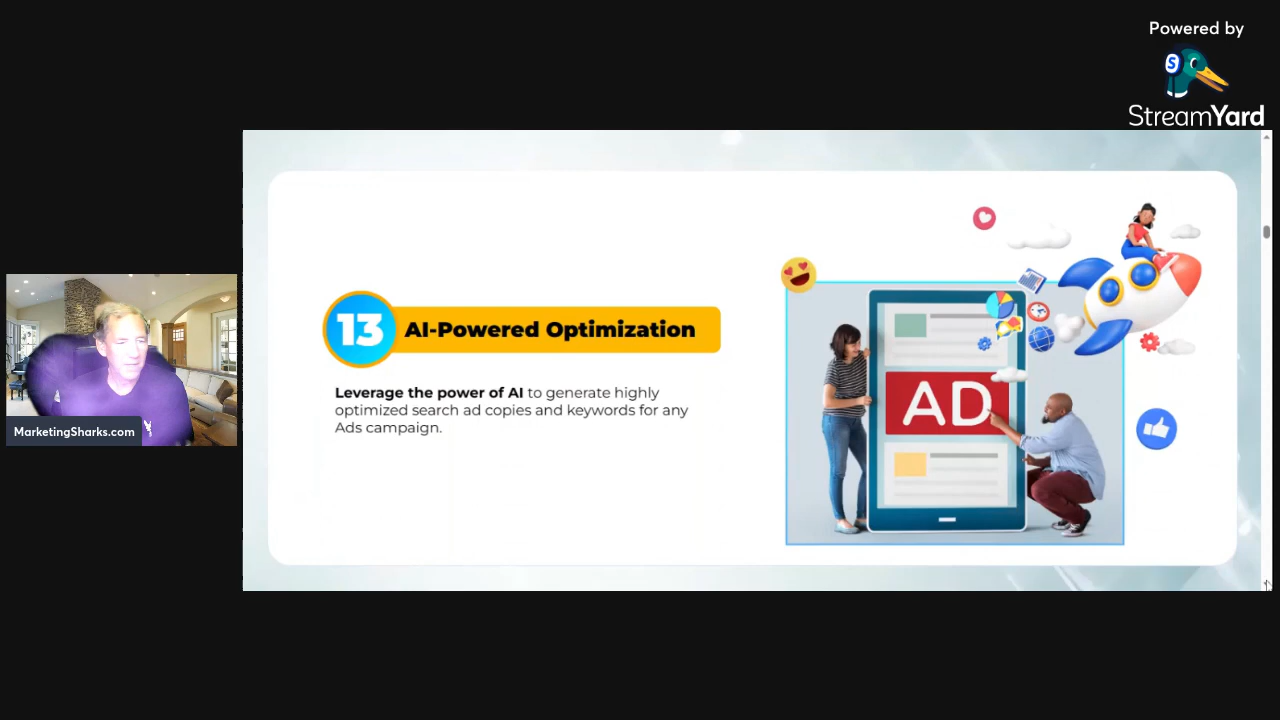 Powered by
S
StreamYard
13
AI-Powered Optimization
Leverage the power of AI to generate highly
optimized search ad copies and keywords for any
Ads campaign.
AD
MarketingSharks.com